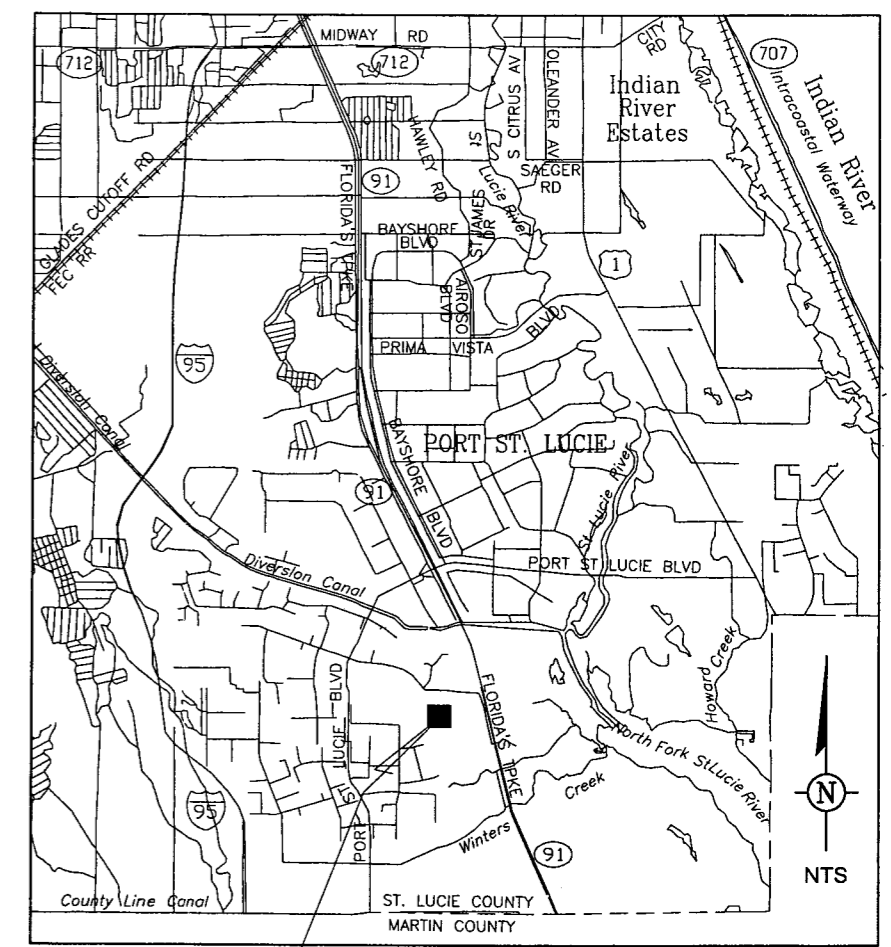 MIDWAY RD
CITY RD
712
712
707
Indian River
Intracoastal Waterway
S CITRUS AV
OLEANDER AV
Indian
River
Estates
HAWLEY RD
St Lucie River
SAEGER
RD
91
FLORIDA'S TPKE
GLADES CUTOFF RD
FEC RR
ST JAMES DR
BAYSHORE
BLVD
1
AIROSO BLVD
PRIMA VISTA BLVD
95
Diversion Canal
BAYSHORE BLVD
PORT ST. LUCIE
91
St Lucie River
Diversion Canal
PORT ST LUCIE BLVD
Howard Creek
PORT ST LUCIE BLVD
FLORIDA'S TPKE
North Fork St Lucie River
95
Winters Creek
91
N
NTS
County Line Canal
ST. LUCIE COUNTY
MARTIN COUNTY